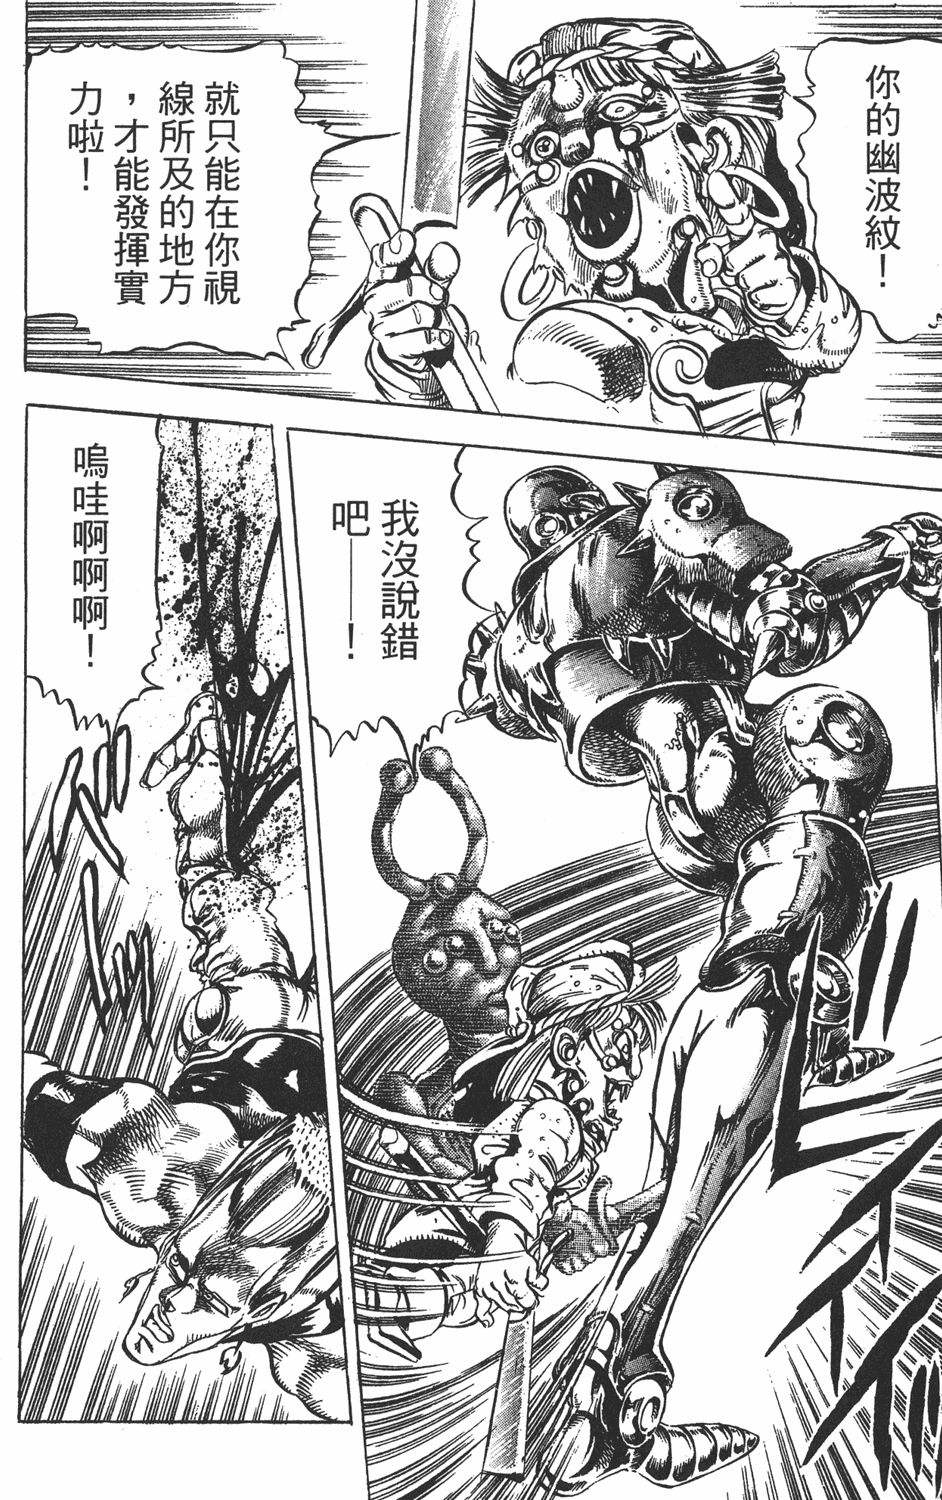 你的幽波紋！
就只能在你視
線所及的地方
，才能發揮實
力啦！
我沒說錯
吧——！
嗚哇啊啊啊！